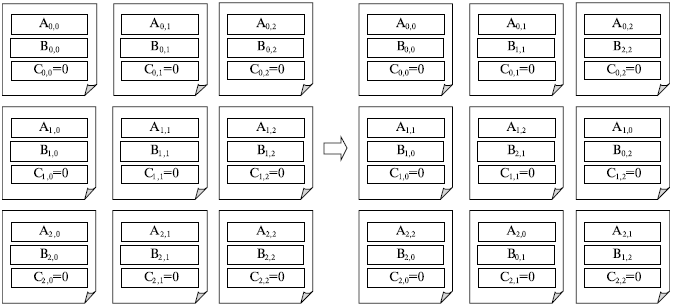 A0,0 A0,1 A0,2 A0,0 A0,1 A0,2
B0,0 B0,1 B0,2 B0,0 B1,1 B2,2
C0,0=0 C0,1=0 C0,2=0 C0,0=0 C0,1=0 C0,2=0
A1,0 A1,1 A1,2 A1,1 A1,2 A1,0
B1,0 B1,1 B1,2 B1,0 B2,1 B0,2
C1,0=0 C1,1=0 C1,2=0 C1,0=0 C1,1=0 C1,2=0
A2,0 A2,1 A2,2 A2,2 A2,0 A2,1
B2,0 B2,1 B2,2 B2,0 B0,1 B1,2
C2,0=0 C2,1=0 C2,2=0 C2,0=0 C2,1=0 C2,2=0